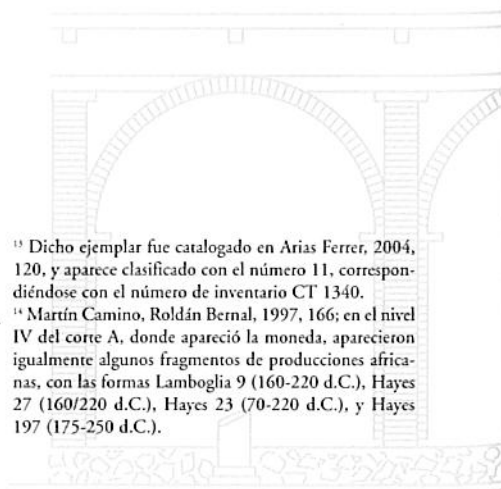 ¹³ Dicho ejemplar fue catalogado en Arias Ferrer, 2004,
120, y aparece clasificado con el número 11, correspon-
diéndose con el número de inventario CT 1340.
¹⁴ Martín Camino, Roldán Bernal, 1997, 166; en el nivel
IV del corte A, donde apareció la moneda, aparecieron
igualmente algunos fragmentos de producciones africa-
nas, con las formas Lamboglia 9 (160-220 d.C.), Hayes
27 (160/220 d.C.), Hayes 23 (70-220 d.C.), y Hayes
197 (175-250 d.C.).